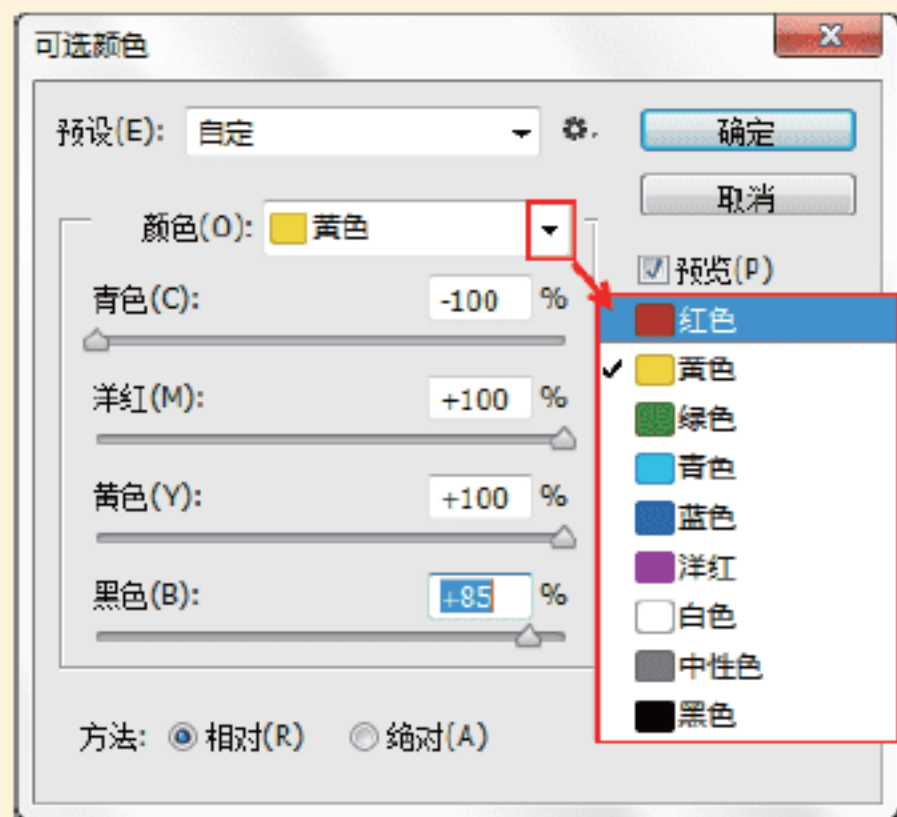 可选颜色
预设(E): 自定
确定
取消
颜色(O): 黄色
预览(P)
青色(C): -100 %
洋红(M): +100 %
黄色(Y): +100 %
黑色(B): +85 %
方法: 相对(R) 绝对(A)
红色
黄色
绿色
青色
蓝色
洋红
白色
中性色
黑色